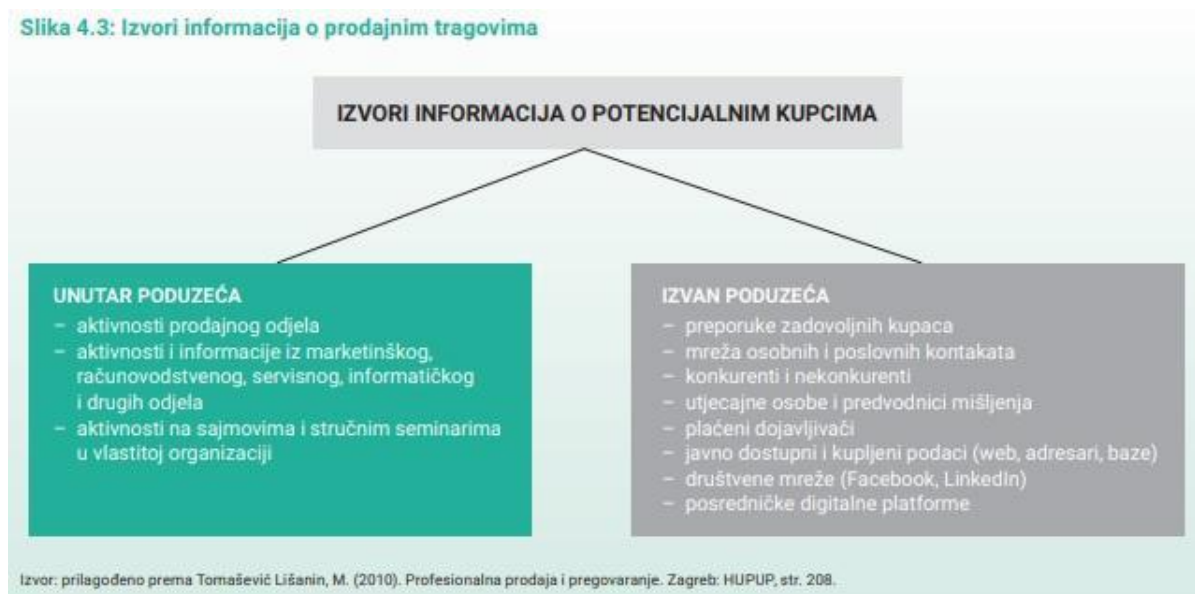 Slika 4.3: Izvori informacija o prodajnim tragovima
IZVORI INFORMACIJA O POTENCIJALNIM KUPCIMA
UNUTAR PODUZEĆA
– aktivnosti prodajnog odjela
– aktivnosti i informacije iz marketinškog,
računovodstvenog, servisnog, informatičkog
i drugih odjela
– aktivnosti na sajmovima i stručnim seminarima
u vlastitoj organizaciji
IZVAN PODUZEĆA
– preporuke zadovoljnih kupaca
– mreža osobnih i poslovnih kontakata
– konkurenti i nekonkurenti
– utjecajne osobe i predvodnici mišljenja
– plaćeni dojavljivači
– javno dostupni i kupljeni podaci (web, adresari, baze)
– društvene mreže (Facebook, LinkedIn)
– posredničke digitalne platforme
Izvor: prilagođeno prema Tomašević Lišanin, M. (2010). Profesionalna prodaja i pregovaranje. Zagreb: HUPUP, str. 208.